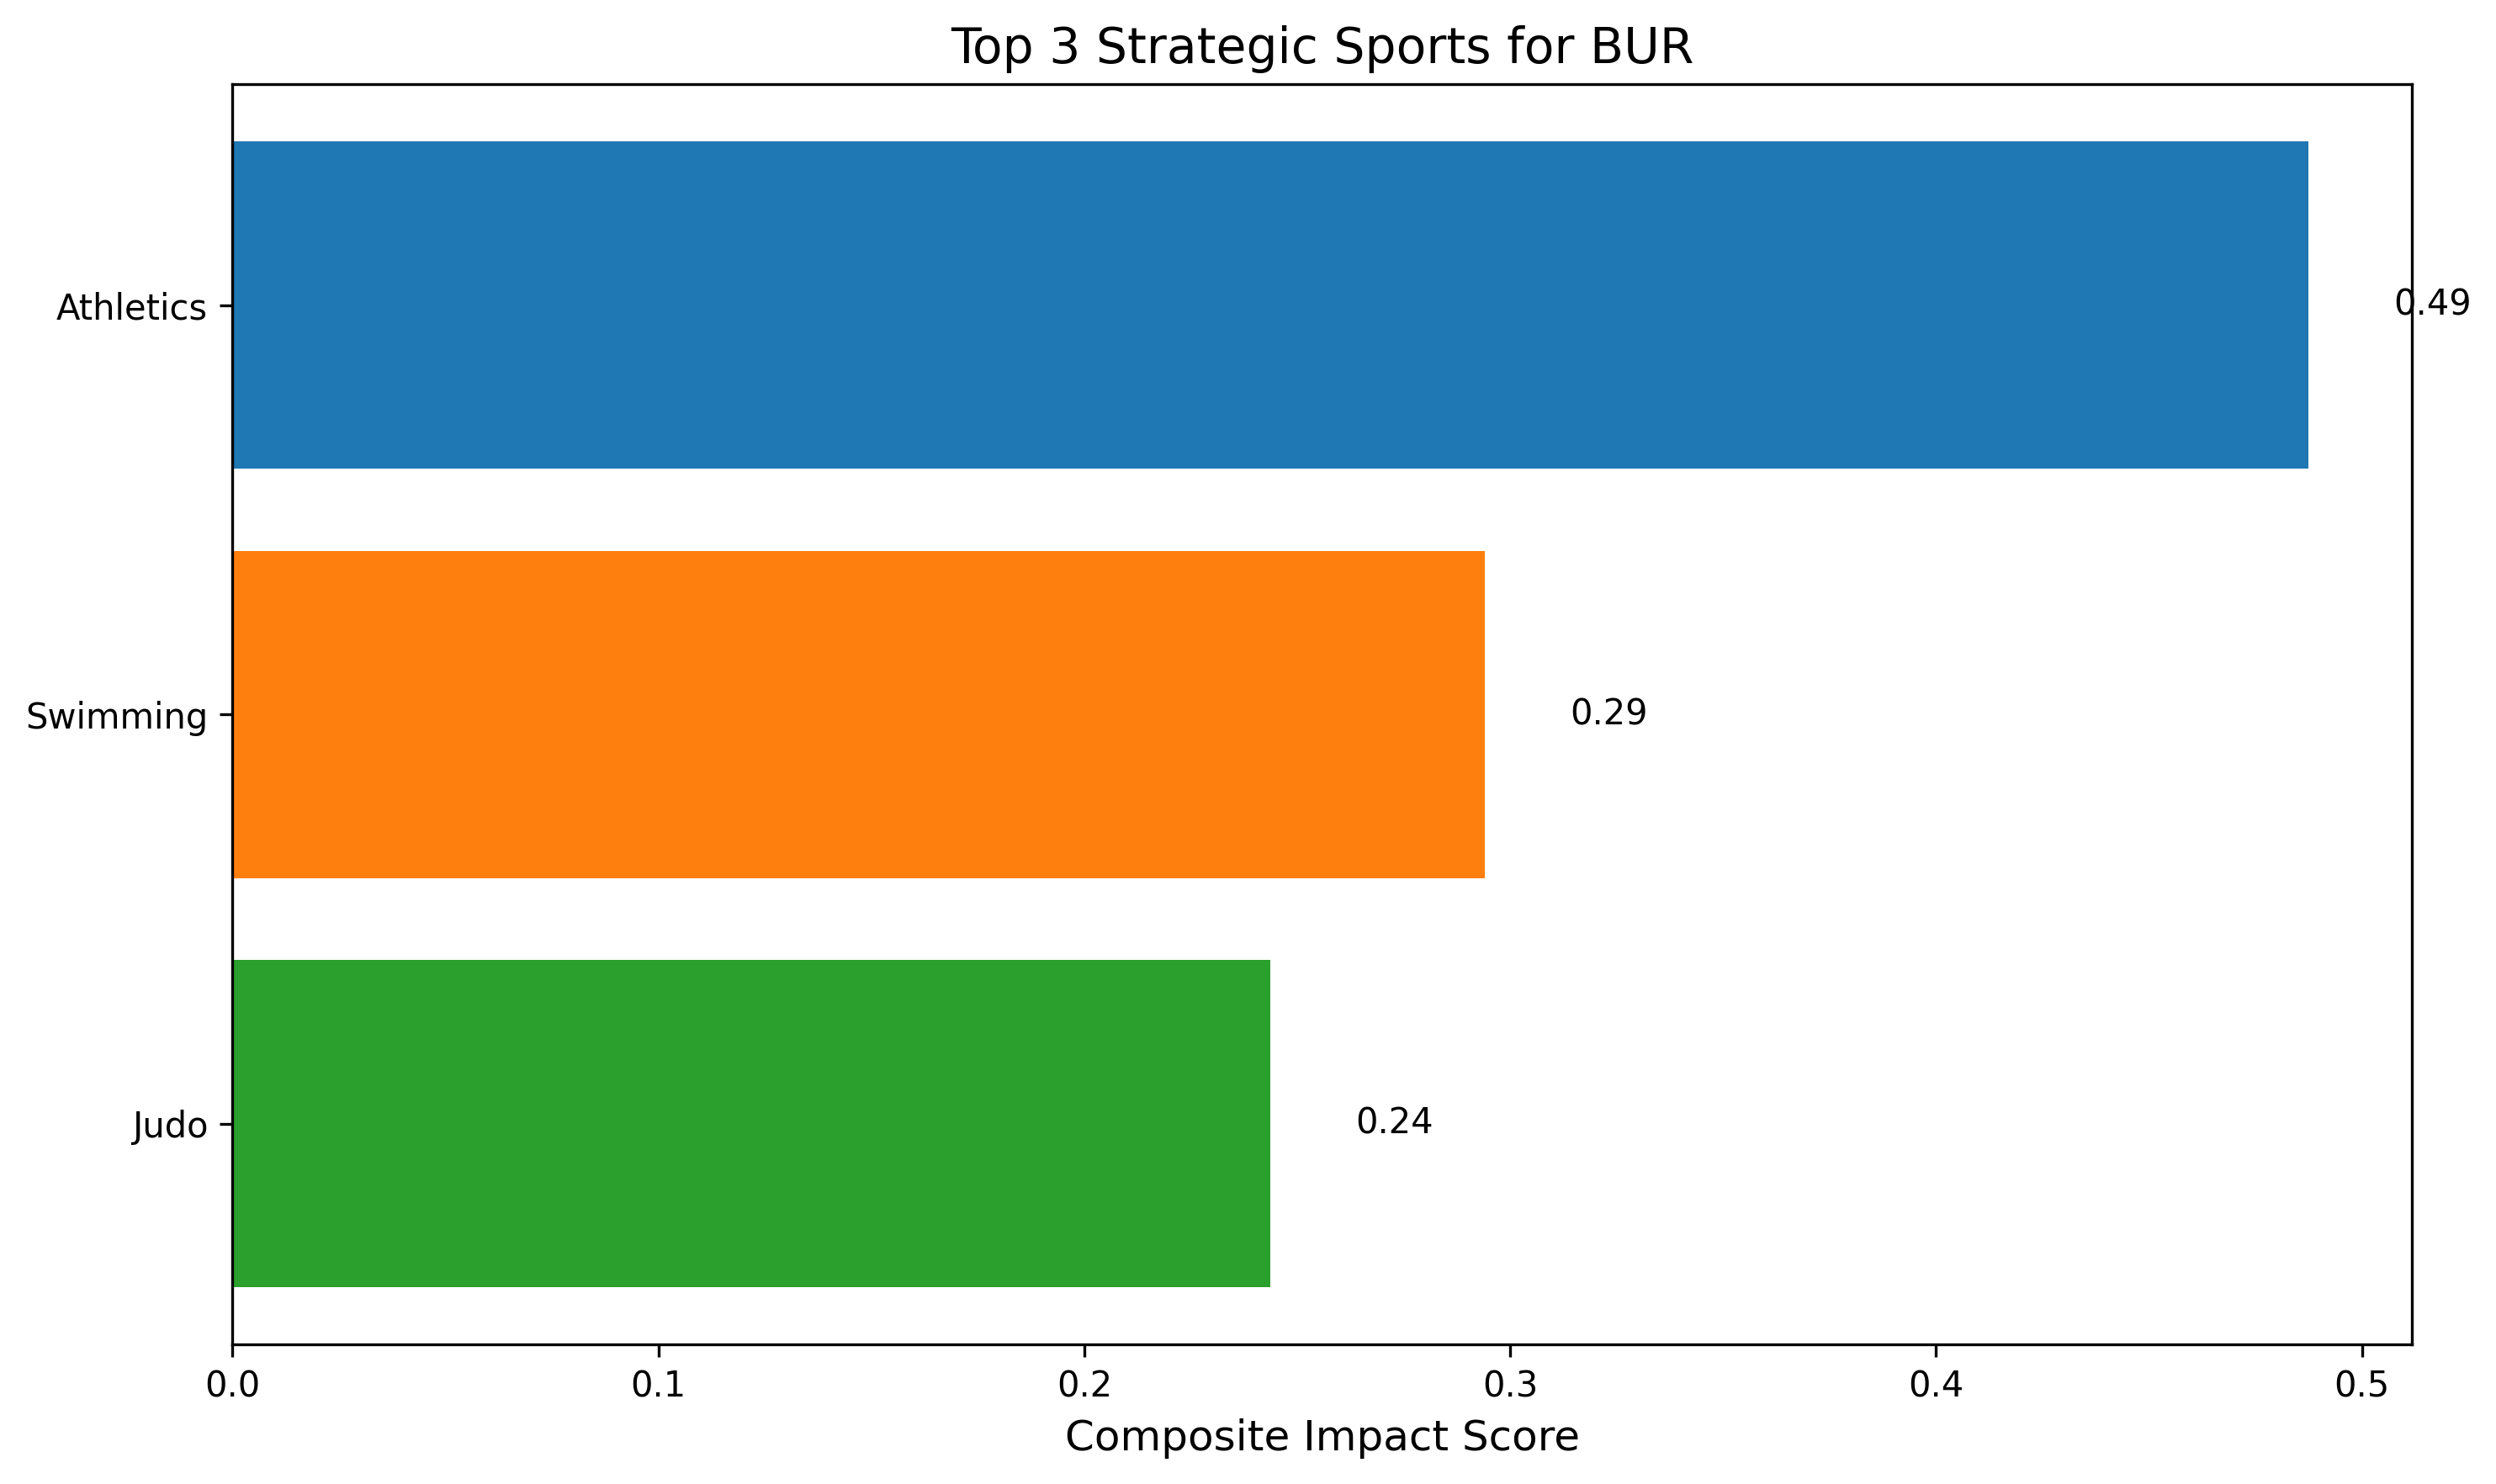 Top 3 Strategic Sports for BUR
Athletics
0.49
Swimming
0.29
Judo
0.24
0.0 0.1 0.2 0.3 0.4 0.5
Composite Impact Score